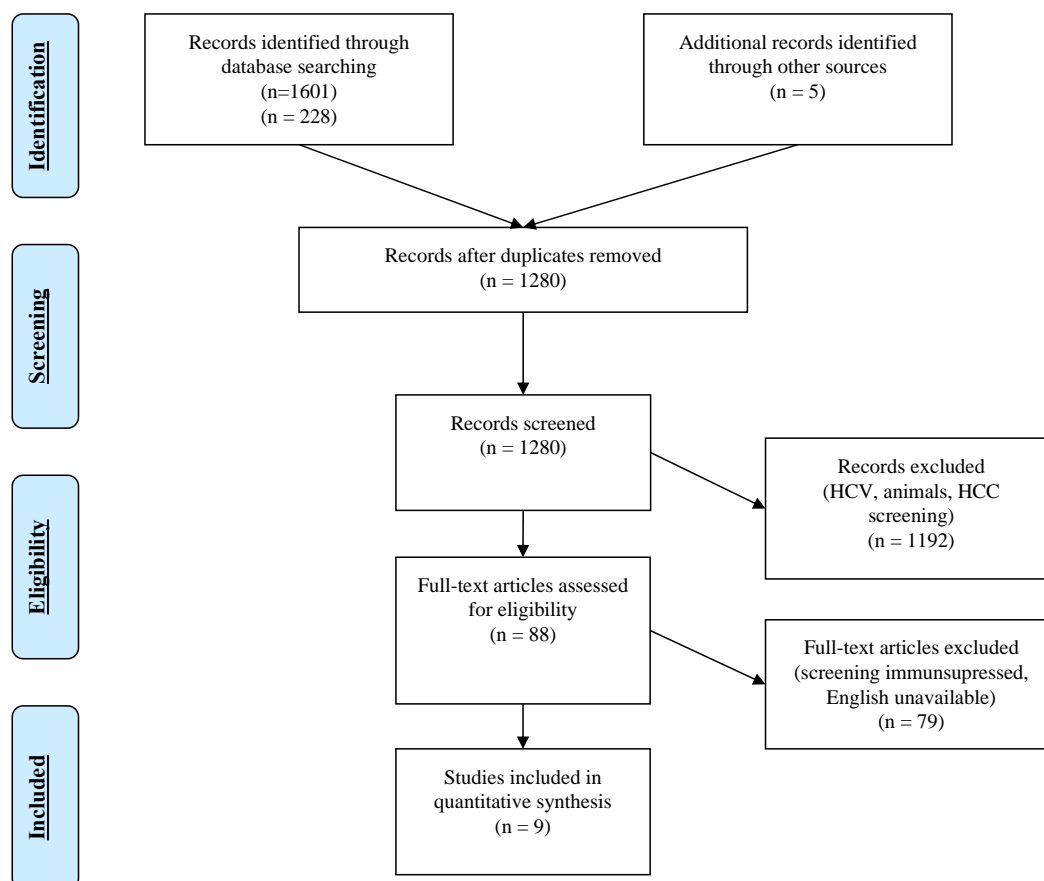 Identification
Records identified through
database searching
(n=1601)
(n = 228)
Additional records identified
through other sources
(n = 5)
Screening
Records after duplicates removed
(n = 1280)
Records screened
(n = 1280)
Records excluded
(HCV, animals, HCC
screening)
(n = 1192)
Eligibility
Full-text articles assessed
for eligibility
(n = 88)
Full-text articles excluded
(screening immunsupressed,
English unavailable)
(n = 79)
Included
Studies included in
quantitative synthesis
(n = 9)